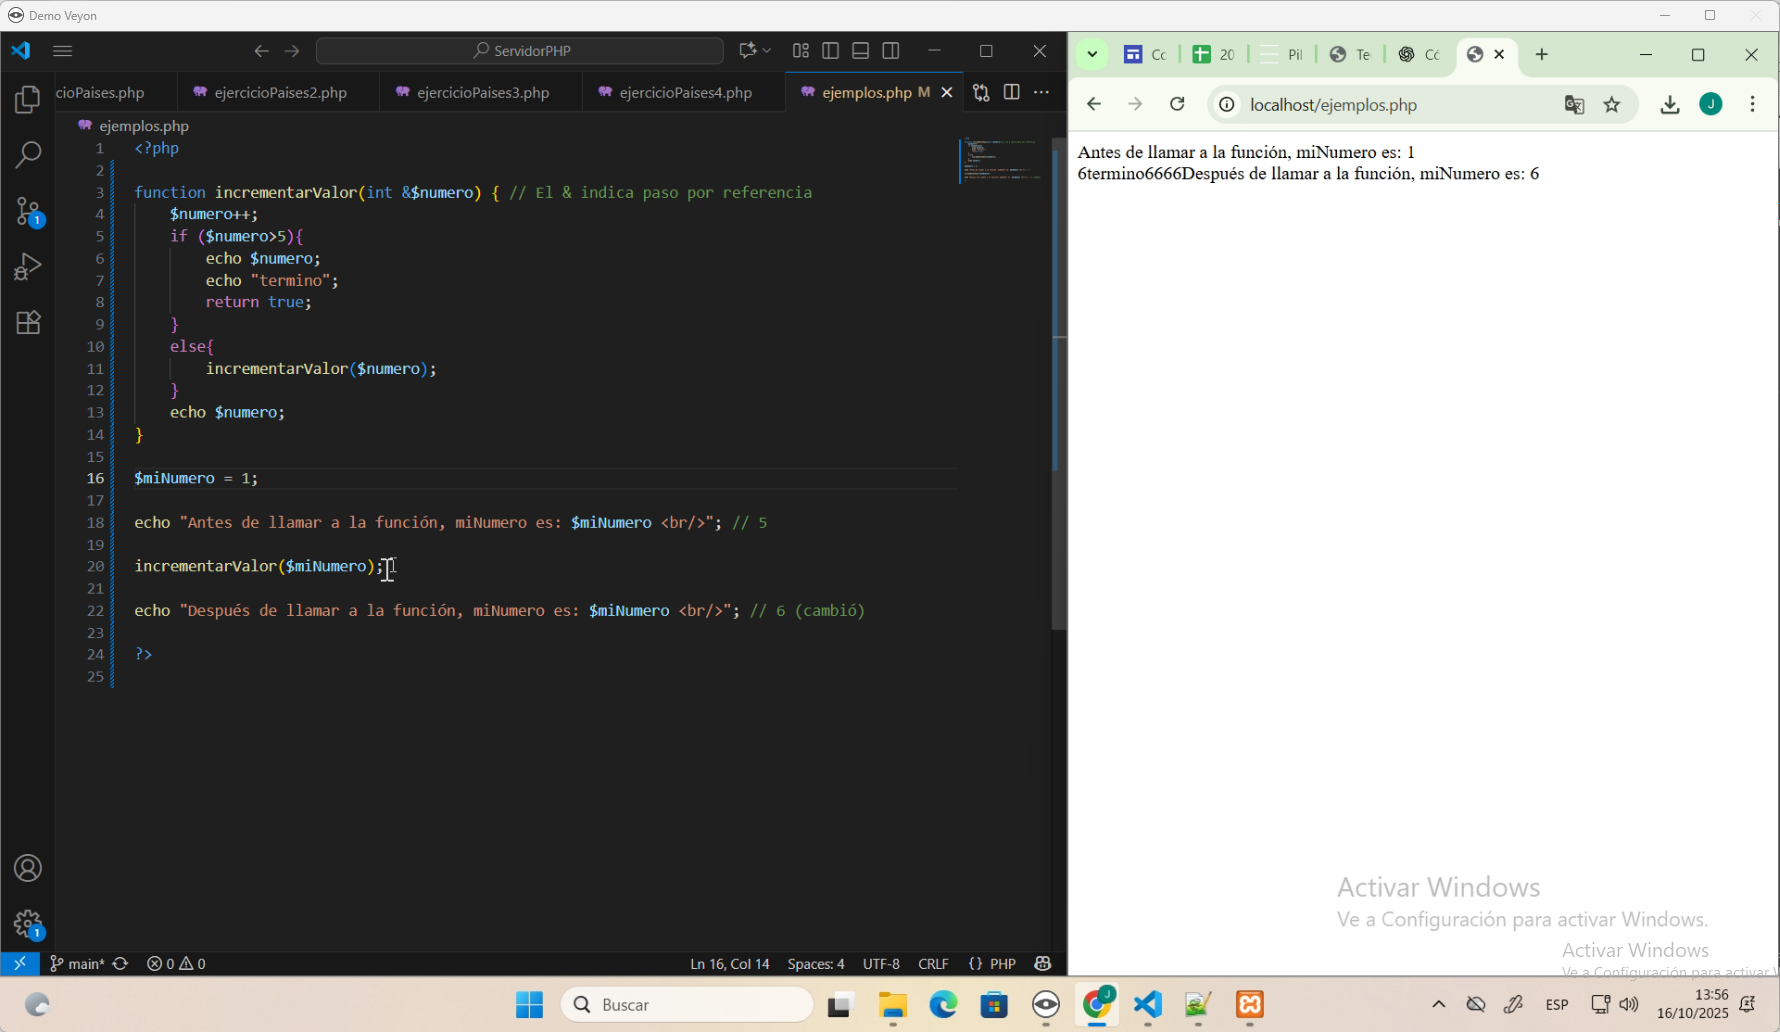 Demo Veyon
ServidorPHP
cioPaises.php
ejercicioPaises2.php
ejercicioPaises3.php
ejercicioPaises4.php
ejemplos.php M
ejemplos.php
1 <?php
2
3 function incrementarValor(int &$numero) { // El & indica paso por referencia
4 $numero++;
5 if ($numero>5){
6 echo $numero;
7 echo "termino";
8 return true;
9 }
10 else{
11 incrementarValor($numero);
12 }
13 echo $numero;
14 }
15
16 $miNumero = 1;
17
18 echo "Antes de llamar a la función, miNumero es: $miNumero <br/>"; // 5
19
20 incrementarValor($miNumero);
21
22 echo "Después de llamar a la función, miNumero es: $miNumero <br/>"; // 6 (cambió)
23
24 ?>
25
1
1
main*
0 0
Ln 16, Col 14
Spaces: 4
UTF-8
CRLF
{} PHP
Cc
20
Pil
Te
Có
localhost/ejemplos.php
J
Antes de llamar a la función, miNumero es: 1
6termino6666Después de llamar a la función, miNumero es: 6
Activar Windows
Ve a Configuración para activar Windows.
Activar Windows
Ve a Configuración para activar
Buscar
J
ESP
13:56
16/10/2025